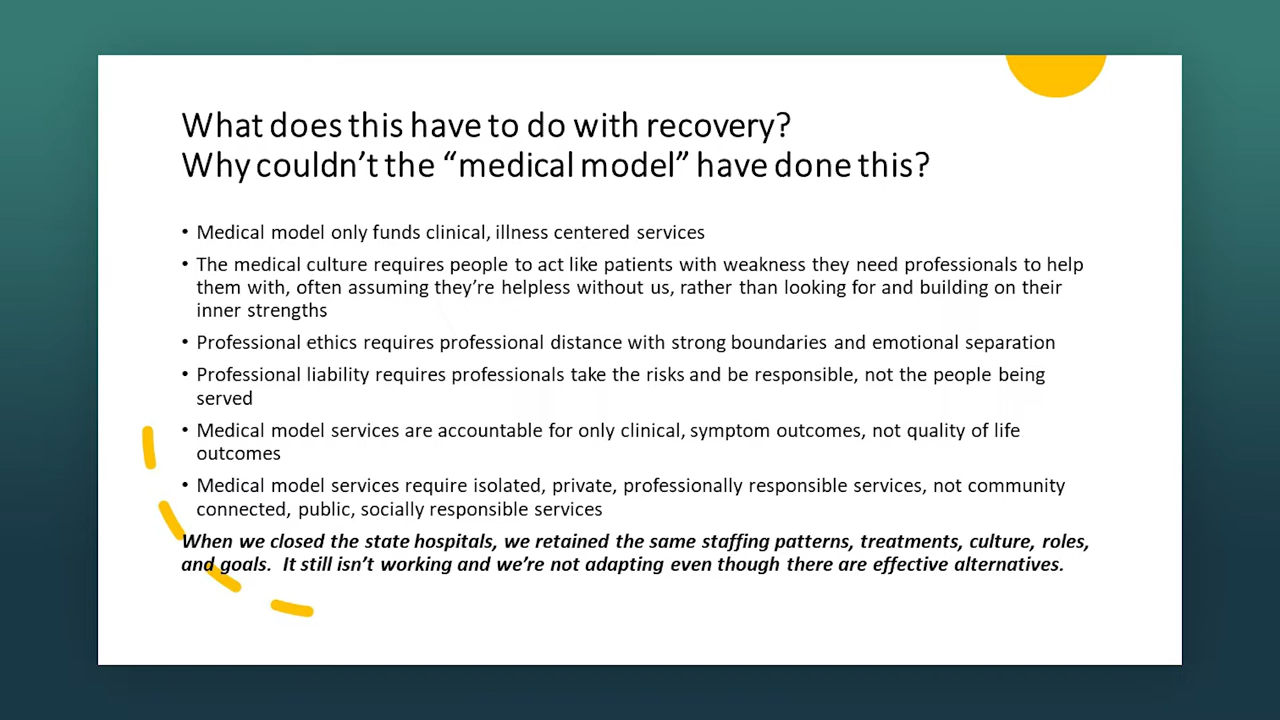 What does this have to do with recovery?
Why couldn’t the “medical model” have done this?
• Medical model only funds clinical, illness centered services
• The medical culture requires people to act like patients with weakness they need professionals to help
them with, often assuming they’re helpless without us, rather than looking for and building on their
inner strengths
• Professional ethics requires professional distance with strong boundaries and emotional separation
• Professional liability requires professionals take the risks and be responsible, not the people being
served
• Medical model services are accountable for only clinical, symptom outcomes, not quality of life
outcomes
• Medical model services require isolated, private, professionally responsible services, not community
connected, public, socially responsible services
When we closed the state hospitals, we retained the same staffing patterns, treatments, culture, roles,
and goals.  It still isn’t working and we’re not adapting even though there are effective alternatives.